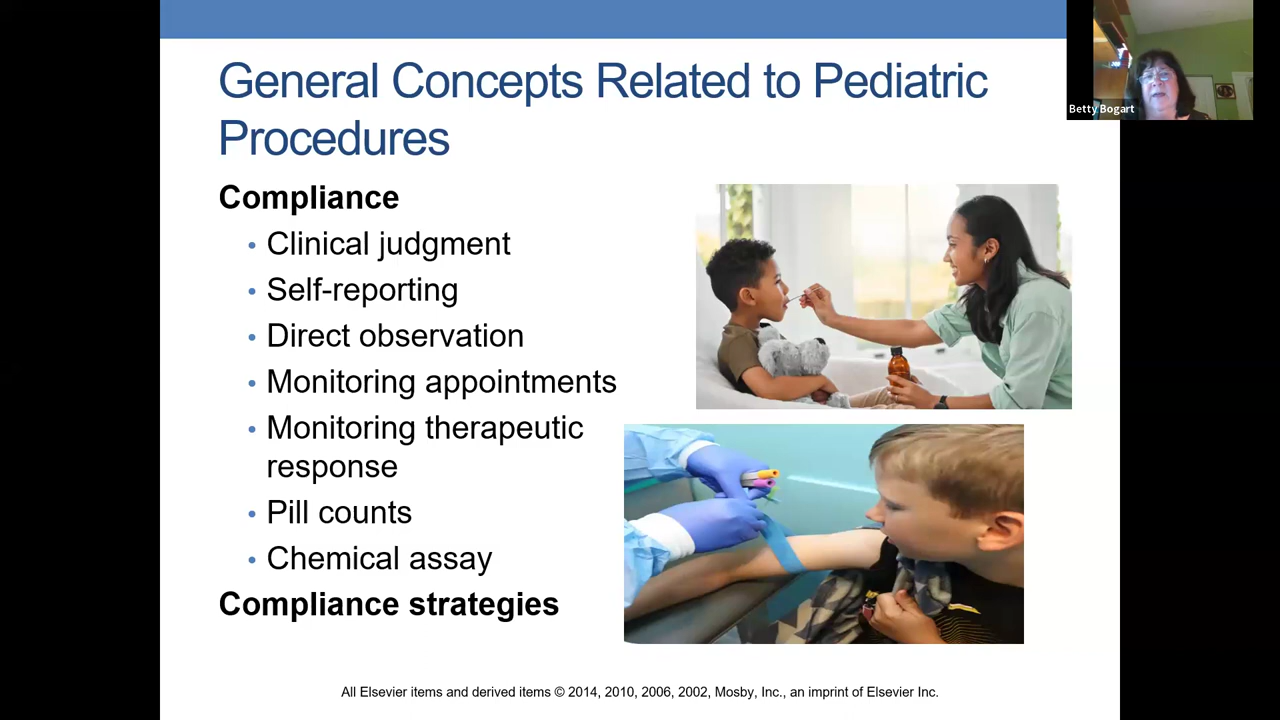 General Concepts Related to Pediatric
Procedures
Betty Bogart
Compliance
• Clinical judgment
• Self-reporting
• Direct observation
• Monitoring appointments
• Monitoring therapeutic
response
• Pill counts
• Chemical assay
Compliance strategies
All Elsevier items and derived items © 2014, 2010, 2006, 2002, Mosby, Inc., an imprint of Elsevier Inc.